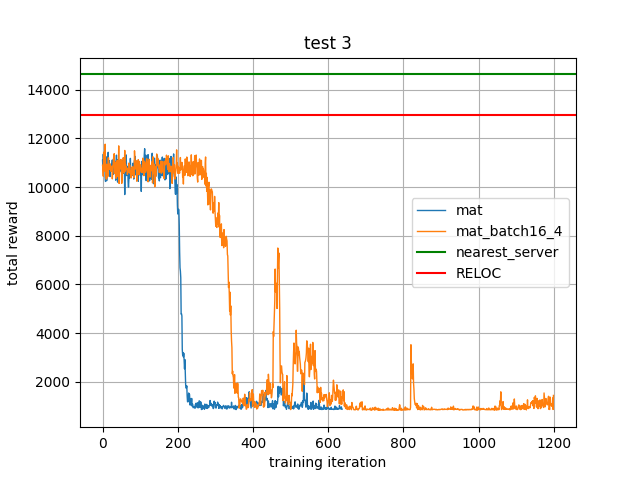 test 3
total reward
14000
12000
10000
8000
6000
4000
2000
mat
mat_batch16_4
nearest_server
RELOC
0 200 400 600 800 1000 1200
training iteration